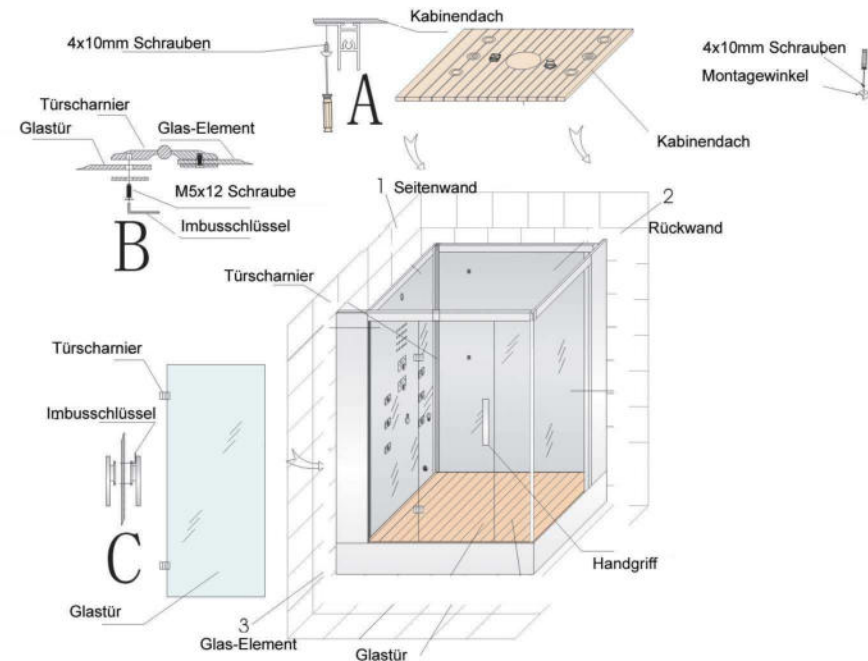 Kabinendach
4x10mm Schrauben
4x10mm Schrauben
Montagewinkel
A
Türscharnier
Glastür
Glas-Element
Kabinendach
M5x12 Schraube
Imbusschlüssel
B
1 Seitenwand
2
Rückwand
Türscharnier
Türscharnier
Imbusschlüssel
C
Handgriff
Glastür
3
Glas-Element
Glastür